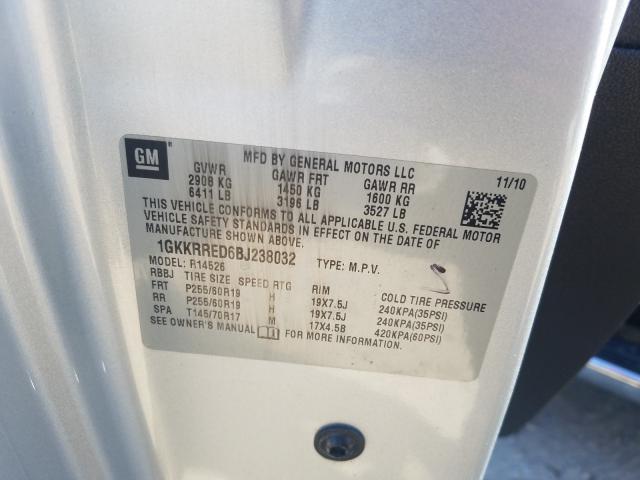 GM
MFD BY GENERAL MOTORS LLC
11/10
GVWR GAWR FRT GAWR RR
2908 KG 1450 KG 1600 KG
6411 LB 3196 LB 3527 LB
THIS VEHICLE CONFORMS TO ALL APPLICABLE U.S. FEDERAL MOTOR
VEHICLE SAFETY STANDARDS IN EFFECT ON THE DATE OF
MANUFACTURE SHOWN ABOVE.
1GKKRRED6BJ238032 TYPE: M.P.V.
MODEL: R14526
RBBJ TIRE SIZE SPEED RTG RIM COLD TIRE PRESSURE
FRT P255/60R19 H 19X7.5J 240KPA(35PSI)
RR P255/60R19 H 19X7.5J 240KPA(35PSI)
SPA T145/70R17 M 17X4.5B 420KPA(60PSI)
SEE OWNER'S MANUAL FOR MORE INFORMATION.